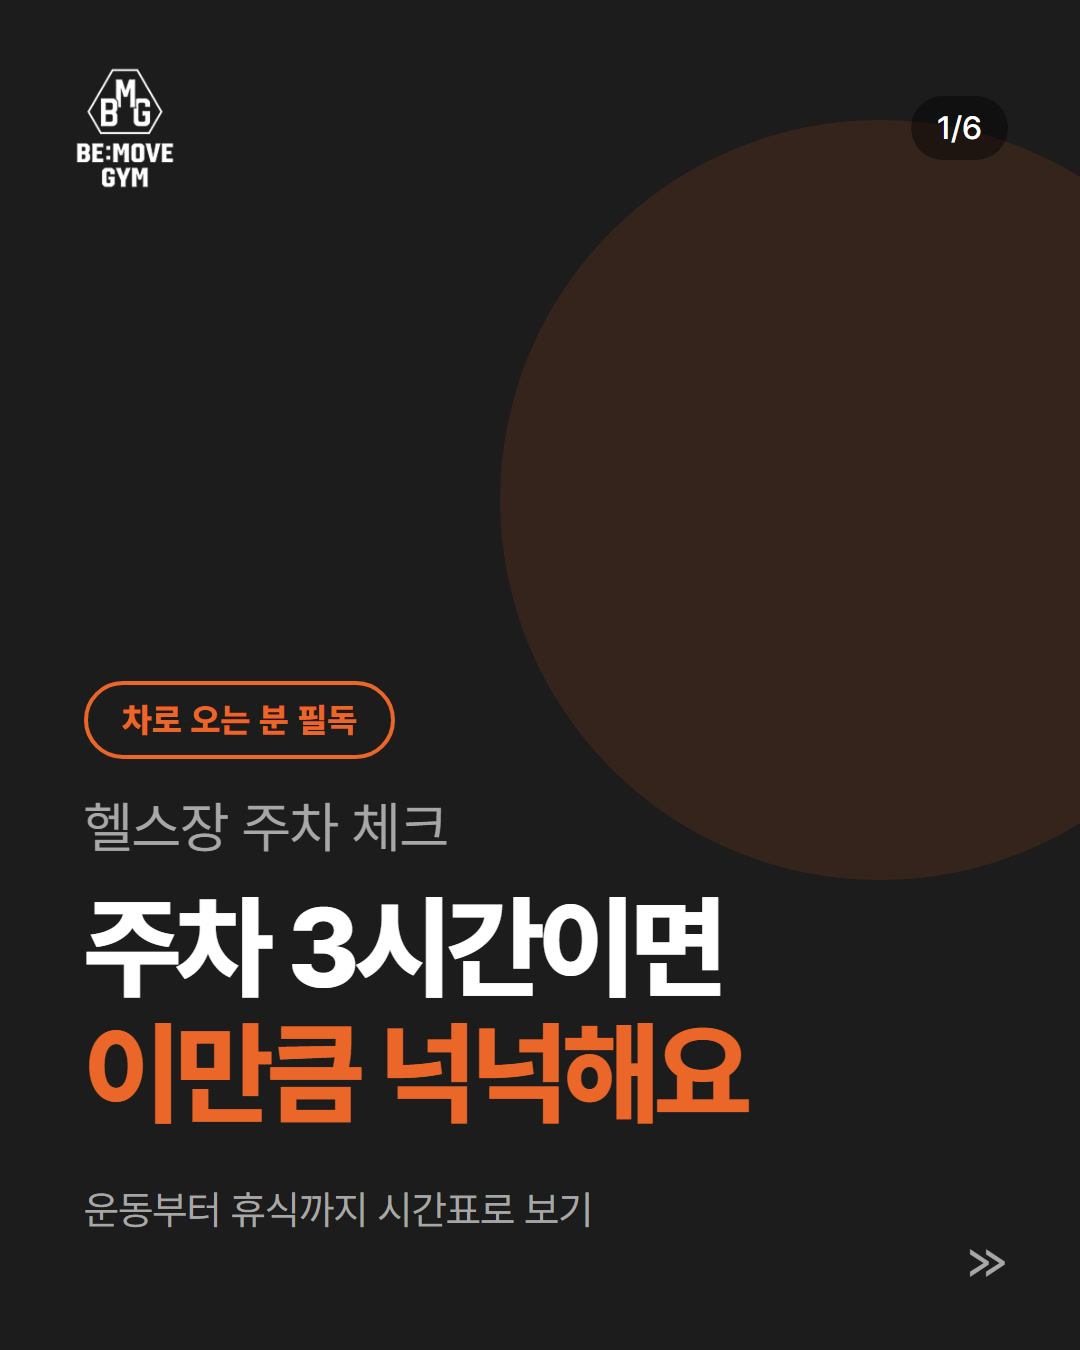 BMG
BE:MOVE
GYM
1/6
차로 오는 분 필독
헬스장 주차 체크
주차 3시간이면
이만큼 넉넉해요
운동부터 휴식까지 시간표로 보기